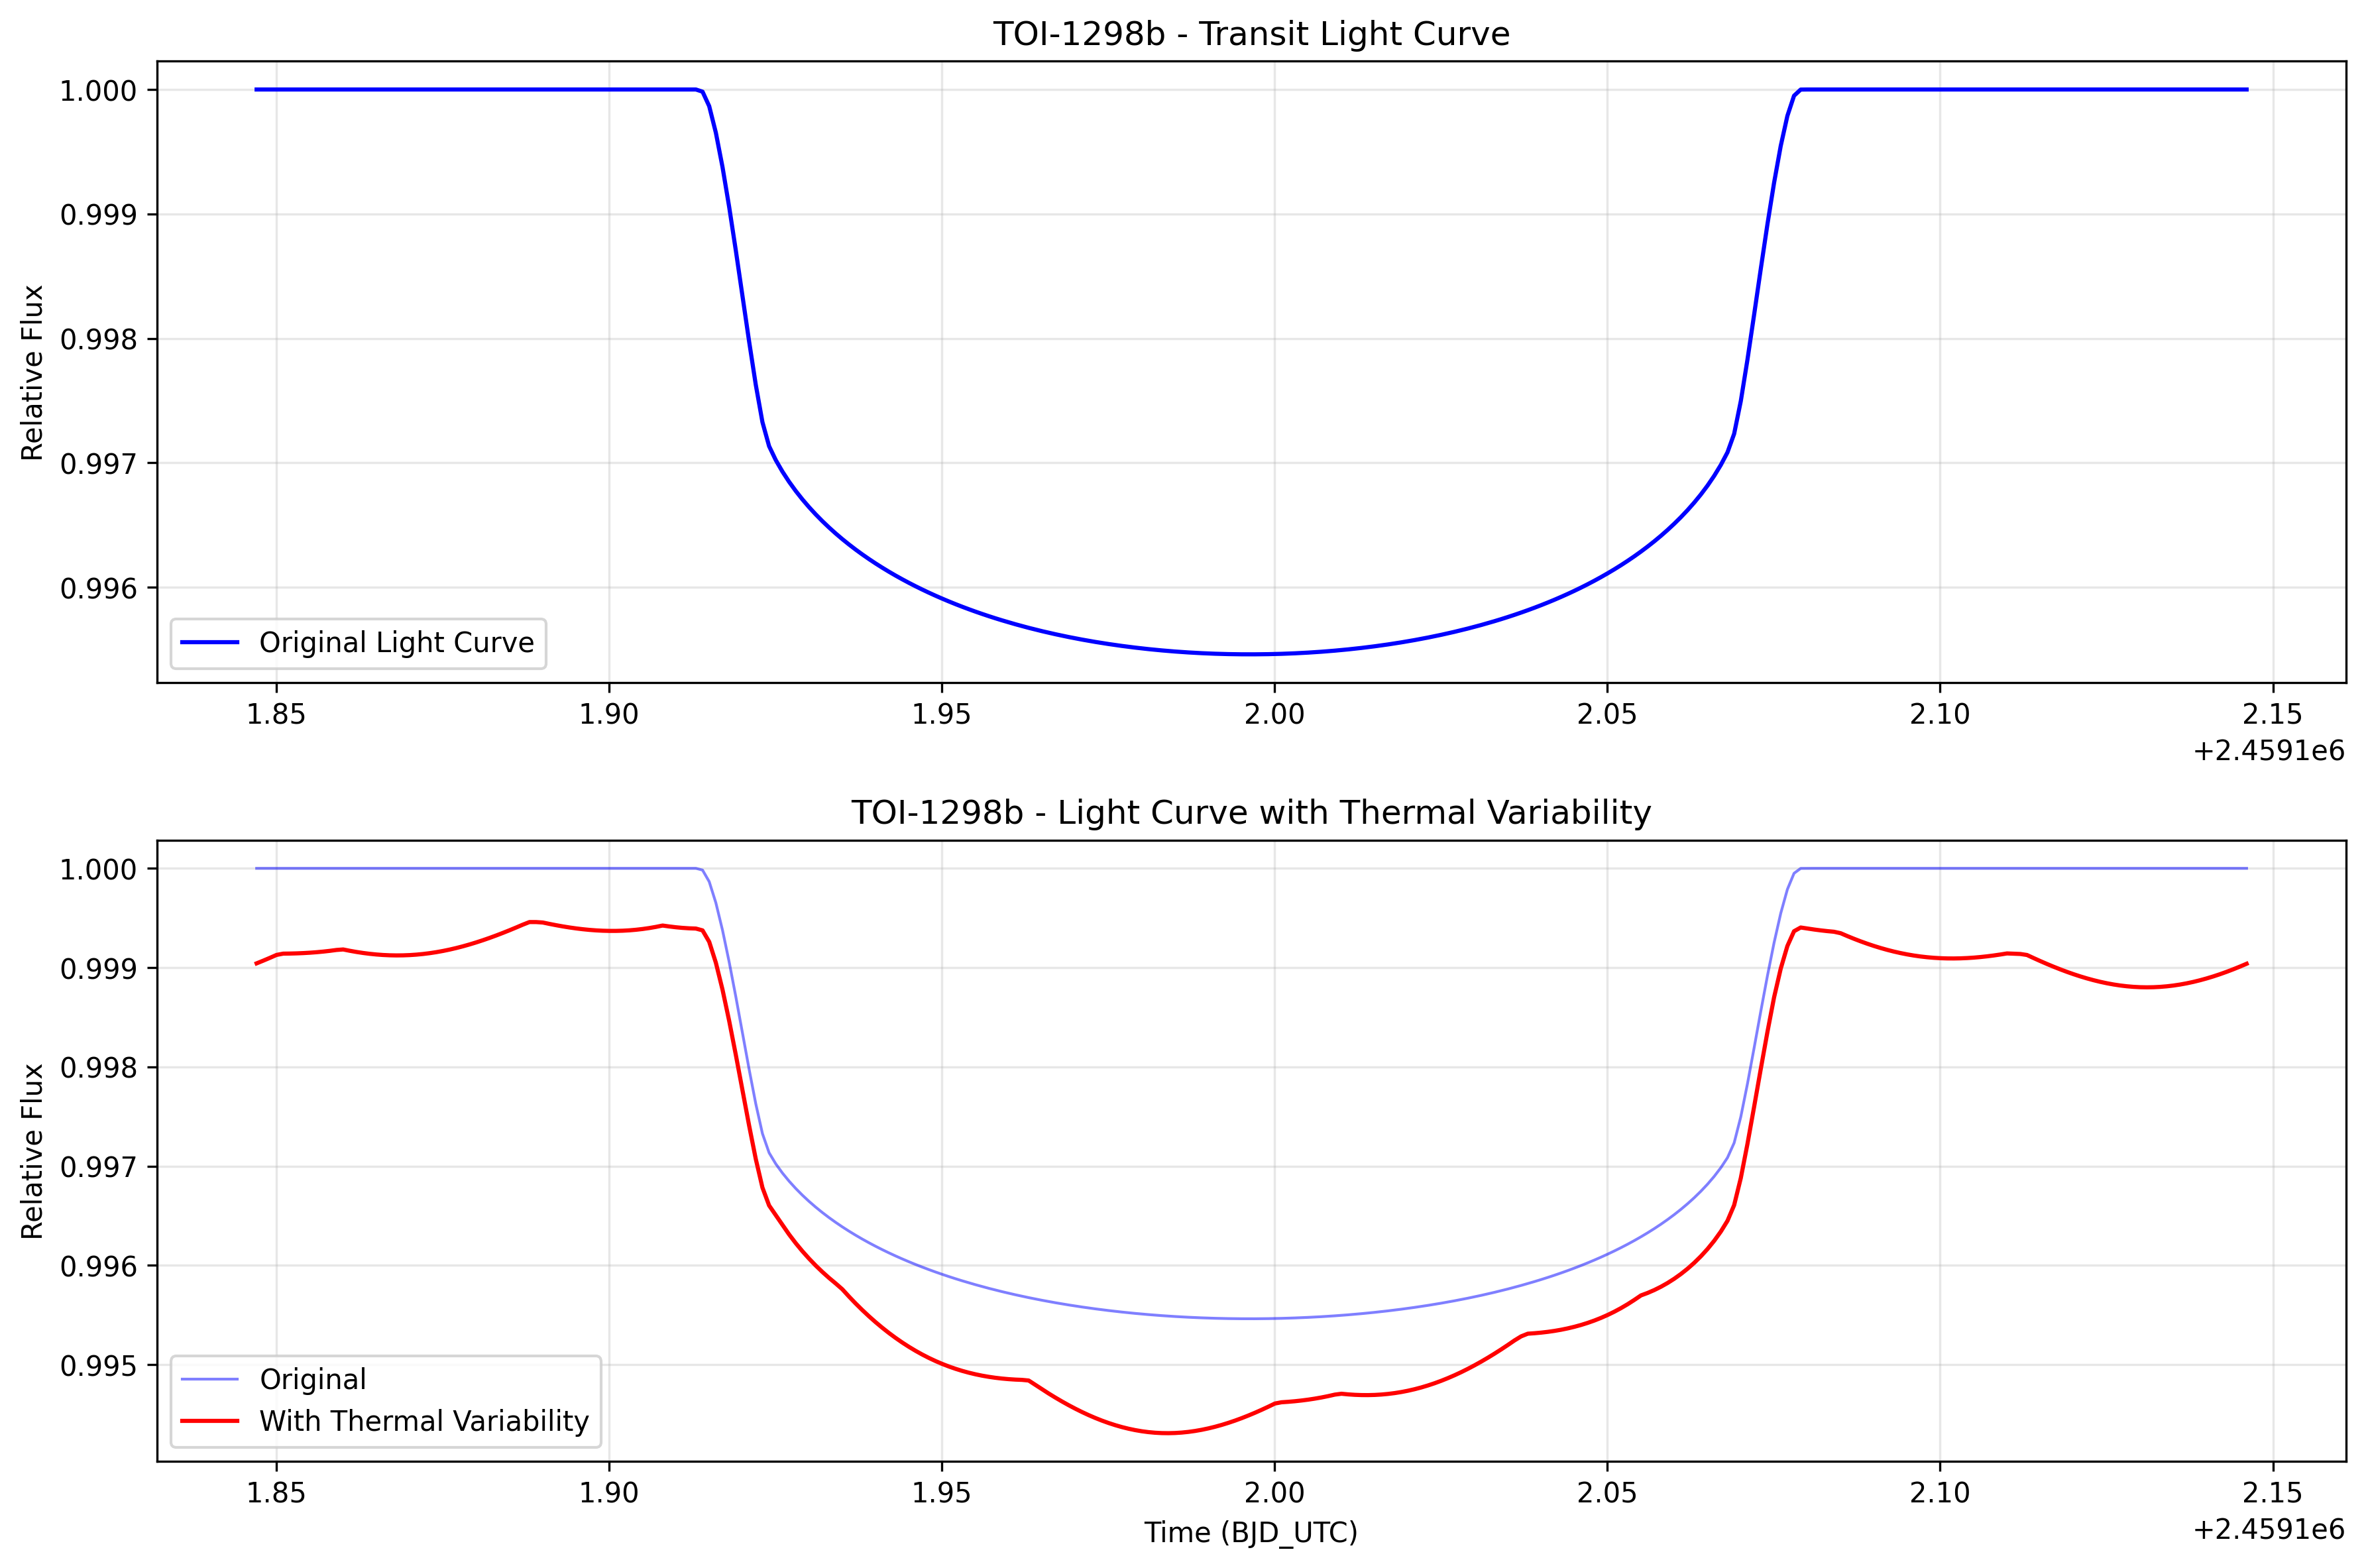 TOI-1298b - Transit Light Curve
Relative Flux
1.000
0.999
0.998
0.997
0.996
Original Light Curve
1.85 1.90 1.95 2.00 2.05 2.10 2.15
+2.4591e6
TOI-1298b - Light Curve with Thermal Variability
Relative Flux
1.000
0.999
0.998
0.997
0.996
0.995
Original
With Thermal Variability
1.85 1.90 1.95 2.00 2.05 2.10 2.15
Time (BJD_UTC)
+2.4591e6